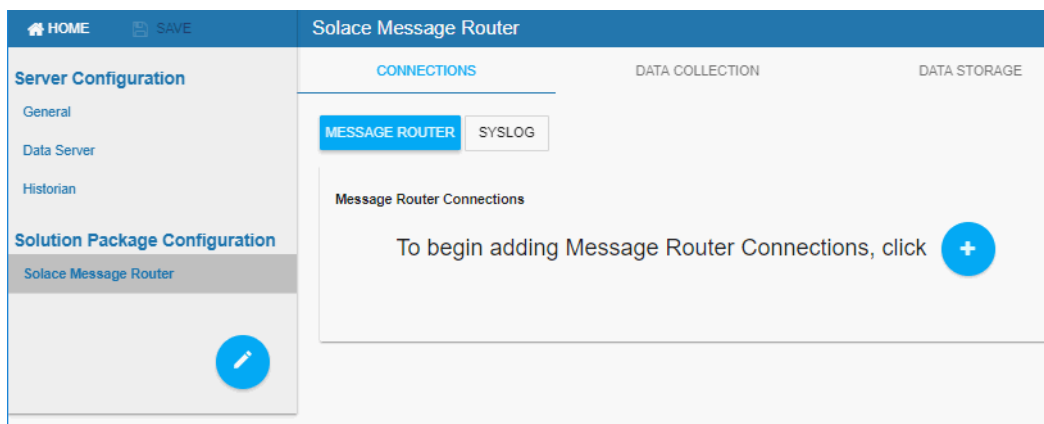 HOME
SAVE
Solace Message Router
Server Configuration
General
Data Server
Historian
Solution Package Configuration
Solace Message Router
CONNECTIONS
DATA COLLECTION
DATA STORAGE
MESSAGE ROUTER
SYSLOG
Message Router Connections
To begin adding Message Router Connections, click